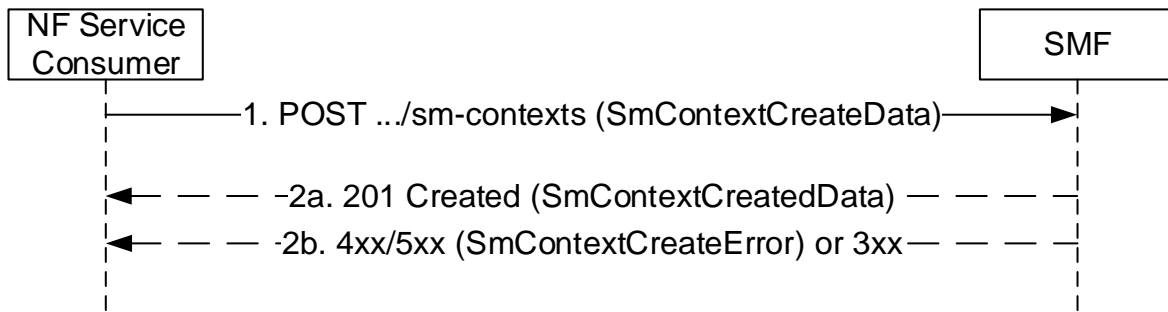 NF Service
Consumer
SMF
1. POST .../sm-contexts (SmContextCreateData)
2a. 201 Created (SmContextCreatedData)
2b. 4xx/5xx (SmContextCreateError) or 3xx